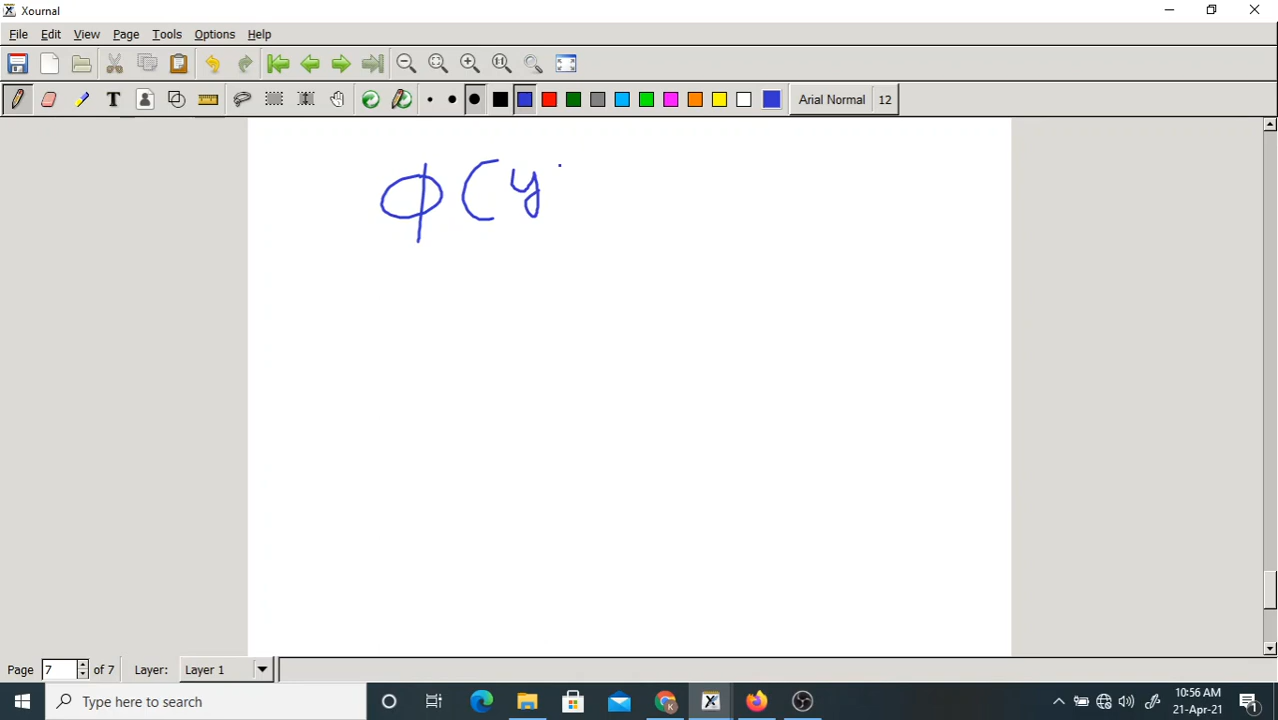 Xournal
File Edit View Page Tools Options Help
Arial Normal 12
ϕ(y
Page 7 of 7 Layer: Layer 1
Type here to search
10:56 AM
21-Apr-21
1